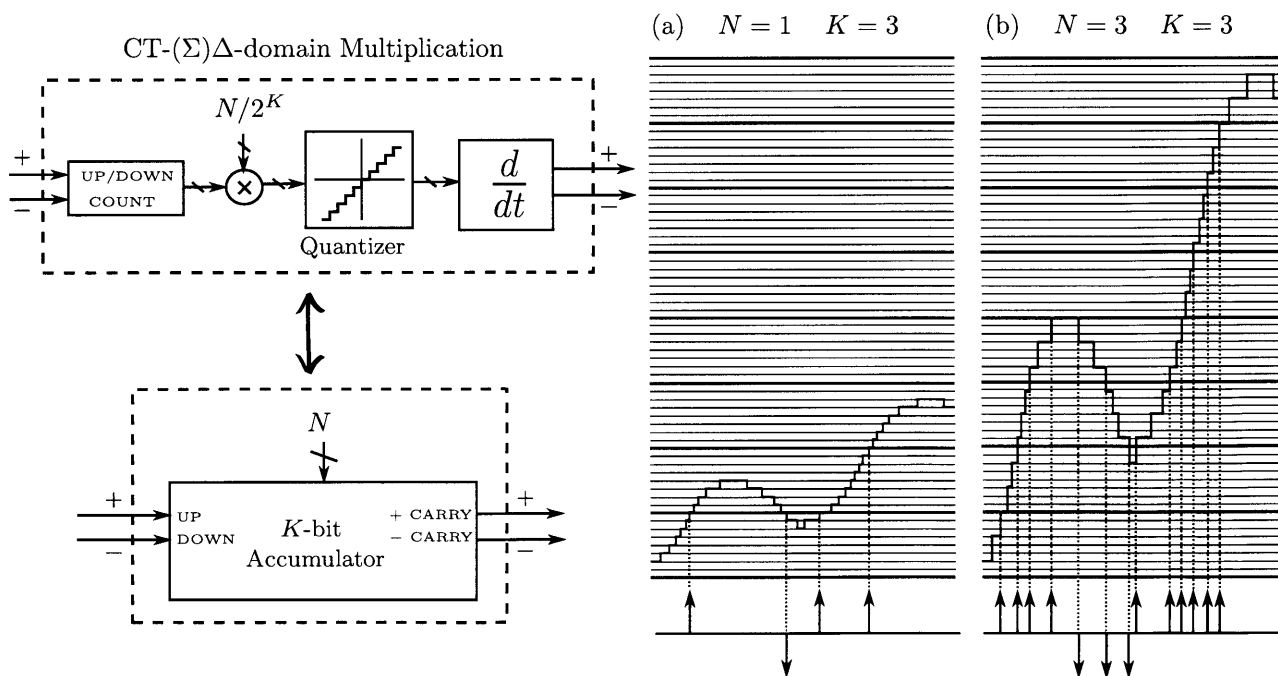 CT-(Σ)Δ-domain Multiplication
N/2^K
+
−
UP/DOWN
COUNT
×
Quantizer
d
dt
+
−
N
+
−
UP
DOWN
K-bit
Accumulator
+ CARRY
− CARRY
+
−
(a) N = 1 K = 3
(b) N = 3 K = 3